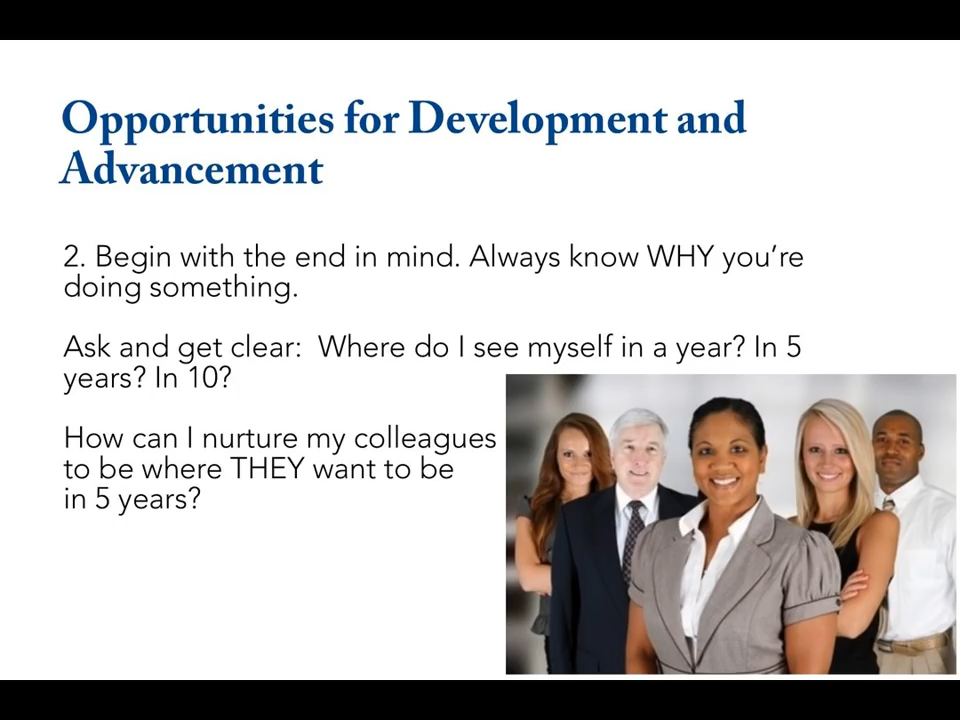 Opportunities for Development and
Advancement
2. Begin with the end in mind. Always know WHY you’re
doing something.
Ask and get clear:  Where do I see myself in a year? In 5
years? In 10?
How can I nurture my colleagues
to be where THEY want to be
in 5 years?